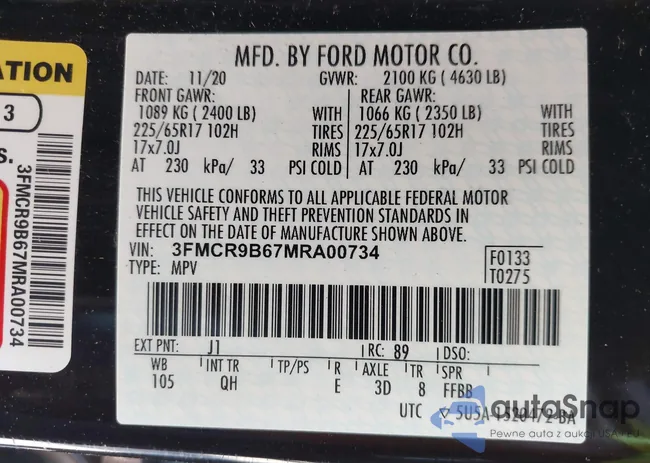 ATION
3
s.
3FMCR9B67MRA00734
MFD. BY FORD MOTOR CO.
DATE: 11/20 GVWR: 2100 KG ( 4630 LB)
FRONT GAWR: REAR GAWR:
1089 KG ( 2400 LB) WITH 1066 KG ( 2350 LB) WITH
225/65R17 102H TIRES 225/65R17 102H TIRES
17x7.0J RIMS 17x7.0J RIMS
AT 230 kPa/ 33 PSI COLD AT 230 kPa/ 33 PSI COLD
THIS VEHICLE CONFORMS TO ALL APPLICABLE FEDERAL MOTOR
VEHICLE SAFETY AND THEFT PREVENTION STANDARDS IN
EFFECT ON THE DATE OF MANUFACTURE SHOWN ABOVE.
VIN: 3FMCR9B67MRA00734
TYPE: MPV
F0133
T0275
EXT PNT: J1 RC: 89 DSO:
WB INT TR TP/PS R AXLE TR SPR
105 QH E 3D 8 FFBB
UTC 5U5A-1520472-BA
autoSnap
Pewne auta z aukcji USA i EU